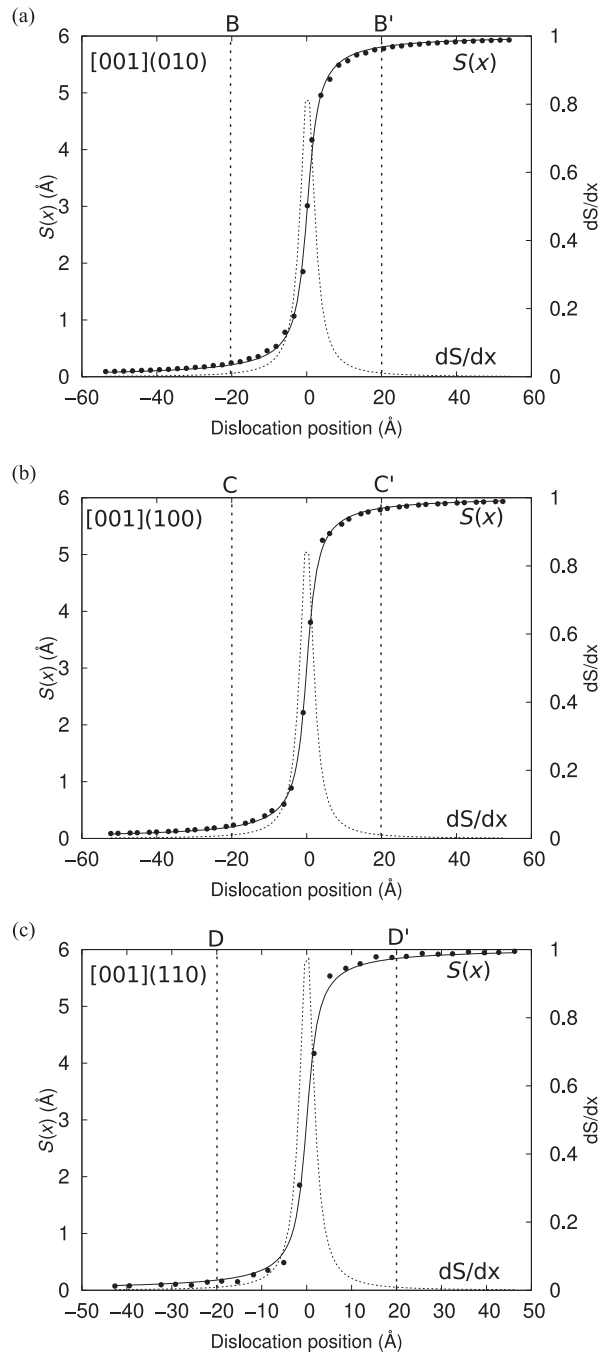 (a)
B B'
[001](010)
S(x)
6
5
4
3
2
1
0
S(x) (Å)
1
0.8
0.6
0.4
0.2
0
dS/dx
dS/dx
−60 −40 −20 0 20 40 60
Dislocation position (Å)
(b)
C C'
[001](100)
S(x)
6
5
4
3
2
1
0
S(x) (Å)
1
0.8
0.6
0.4
0.2
0
dS/dx
dS/dx
−60 −40 −20 0 20 40 60
Dislocation position (Å)
(c)
D D'
[001](110)
S(x)
6
5
4
3
2
1
0
S(x) (Å)
1
0.8
0.6
0.4
0.2
0
dS/dx
dS/dx
−50 −40 −30 −20 −10 0 10 20 30 40 50
Dislocation position (Å)